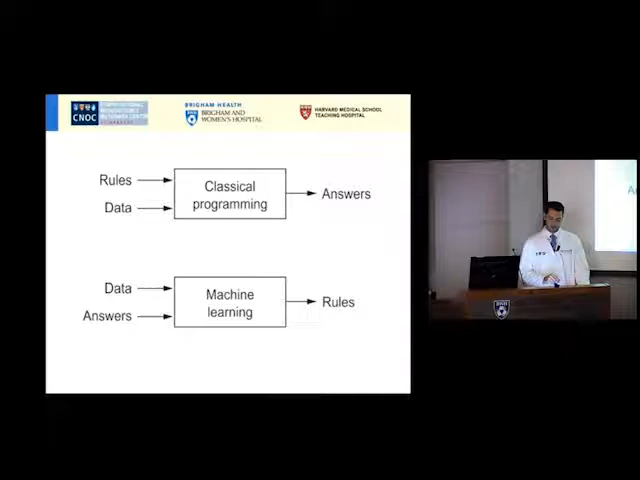 CNOC
BRIGHAM HEALTH
BRIGHAM AND
WOMEN'S HOSPITAL
HARVARD MEDICAL SCHOOL
TEACHING HOSPITAL
Rules
Data
Classical
programming
Answers
Data
Answers
Machine
learning
Rules